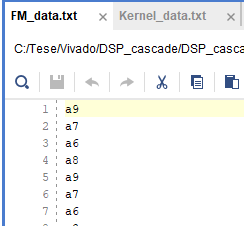 FM_data.txt Kernel_data.txt
C:/Tese/Vivado/DSP_cascade/DSP_casca
1 a9
2 a7
3 a6
4 a8
5 a9
6 a7
7 a6